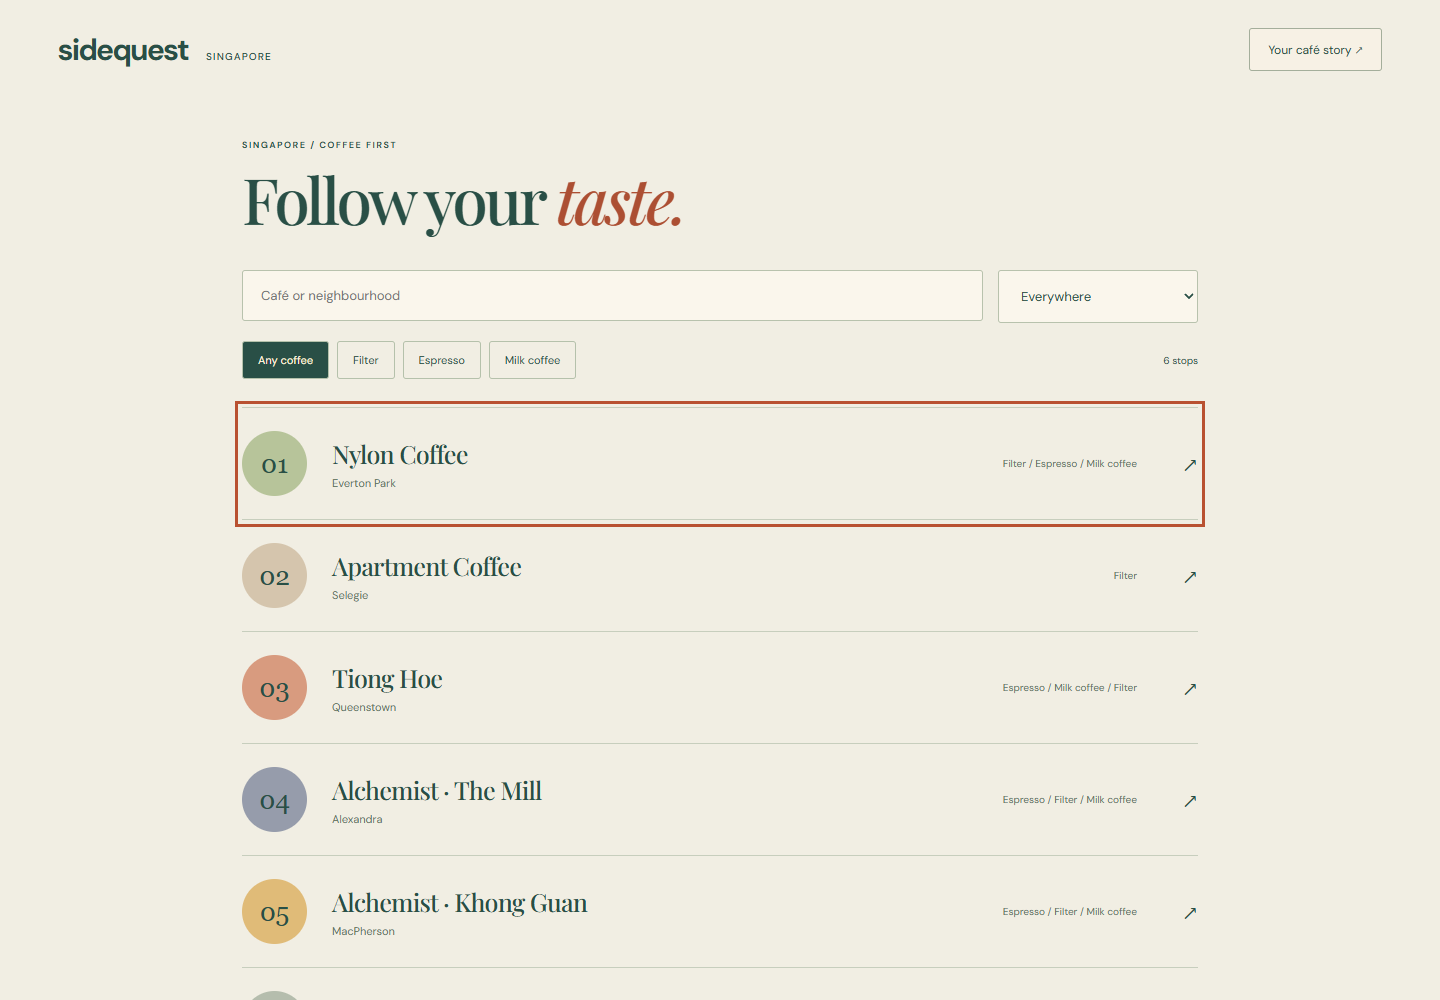 sidequest SINGAPORE
Your café story ↗
SINGAPORE / COFFEE FIRST
Follow your taste.
Café or neighbourhood
Everywhere
Any coffee
Filter
Espresso
Milk coffee
6 stops
01
Nylon Coffee
Everton Park
Filter / Espresso / Milk coffee ↗
02
Apartment Coffee
Selegie
Filter ↗
03
Tiong Hoe
Queenstown
Espresso / Milk coffee / Filter ↗
04
Alchemist · The Mill
Alexandra
Espresso / Filter / Milk coffee ↗
05
Alchemist · Khong Guan
MacPherson
Espresso / Filter / Milk coffee ↗